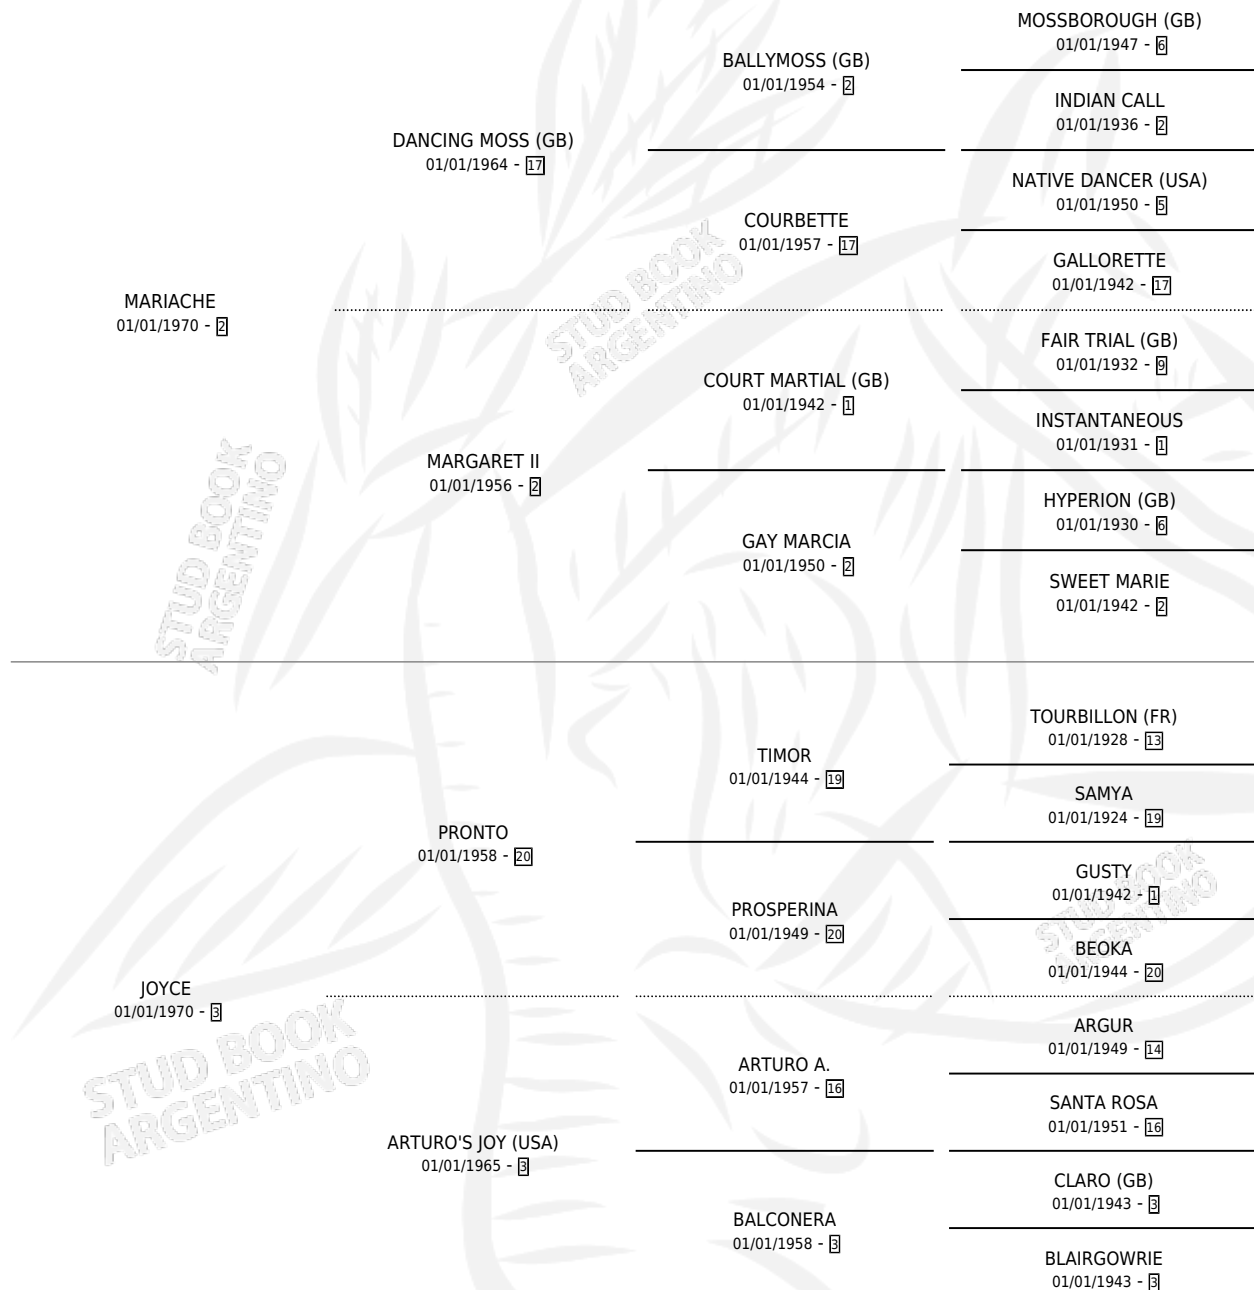 MOSSBOROUGH (GB)
01/01/1947 - 6
BALLYMOSS (GB)
01/01/1954 - 2
INDIAN CALL
01/01/1936 - 2
DANCING MOSS (GB)
01/01/1964 - 17
NATIVE DANCER (USA)
01/01/1950 - 5
COURBETTE
01/01/1957 - 17
GALLORETTE
01/01/1942 - 17
MARIACHE
01/01/1970 - 2
FAIR TRIAL (GB)
01/01/1932 - 9
COURT MARTIAL (GB)
01/01/1942 - 1
INSTANTANEOUS
01/01/1931 - 1
MARGARET II
01/01/1956 - 2
HYPERION (GB)
01/01/1930 - 6
GAY MARCIA
01/01/1950 - 2
SWEET MARIE
01/01/1942 - 2
TOURBILLON (FR)
01/01/1928 - 13
TIMOR
01/01/1944 - 19
SAMYA
01/01/1924 - 19
PRONTO
01/01/1958 - 20
GUSTY
01/01/1942 - 1
PROSPERINA
01/01/1949 - 20
BEOKA
01/01/1944 - 20
JOYCE
01/01/1970 - 3
ARGUR
01/01/1949 - 14
ARTURO A.
01/01/1957 - 16
SANTA ROSA
01/01/1951 - 16
ARTURO'S JOY (USA)
01/01/1965 - 3
CLARO (GB)
01/01/1943 - 3
BALCONERA
01/01/1958 - 3
BLAIRGOWRIE
01/01/1943 - 3
STUD BOOK
ARGENTINO
STUD BOOK
ARGENTINO
STUD BOOK
ARGENTINO
STUD BOOK
ARGENTINO